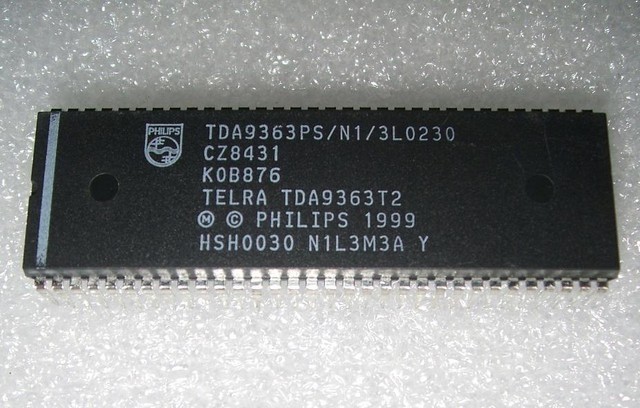 PHILIPS
TDA9363PS/N1/3L0230
CZ8431
K0B876
TELRA TDA9363T2
Ⓜ © PHILIPS 1999
HSH0030 N1L3M3A Y